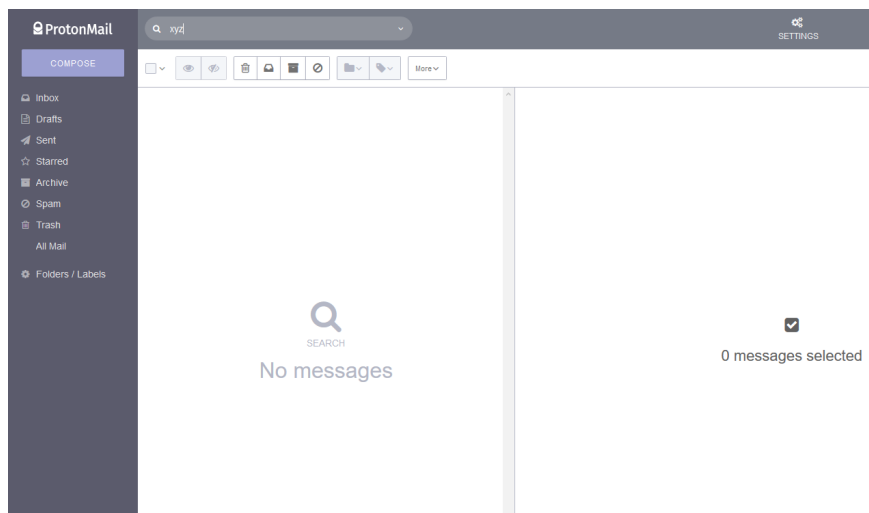 ProtonMail
xyz
SETTINGS
COMPOSE
More
Inbox
Drafts
Sent
Starred
Archive
Spam
Trash
All Mail
Folders / Labels
SEARCH
No messages
0 messages selected